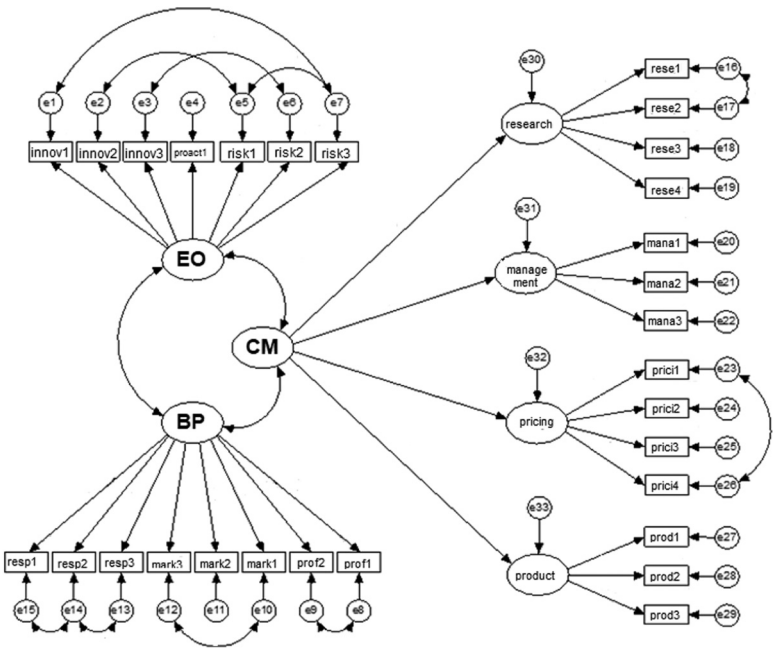 e1 e2 e3 e4 e5 e6 e7
innov1 innov2 innov3 proact1 risk1 risk2 risk3
EO
CM
BP
resp1 resp2 resp3 mark3 mark2 mark1 prof2 prof1
e15 e14 e13 e12 e11 e10 e9 e8
e30
research
rese1 e16
rese2 e17
rese3 e18
rese4 e19
e31
manage
ment
mana1 e20
mana2 e21
mana3 e22
e32
pricing
prici1 e23
prici2 e24
prici3 e25
prici4 e26
e33
product
prod1 e27
prod2 e28
prod3 e29